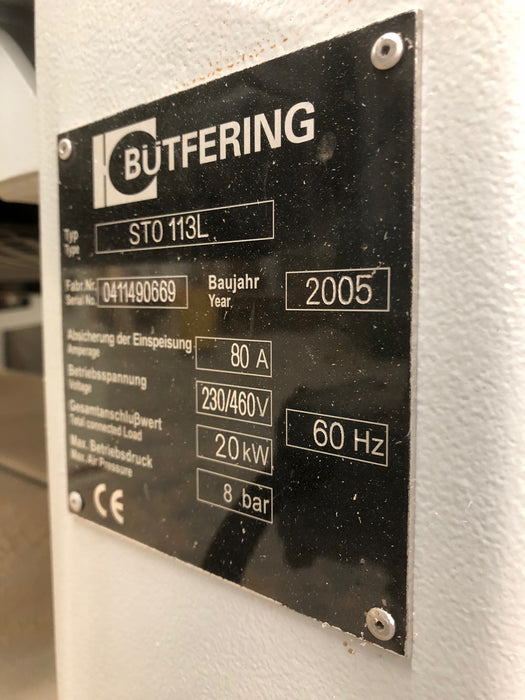 BÜTFERING
Typ
Type
STO 113L
Fabr.Nr.
Serial No.
0411490669
Baujahr
Year
2005
Absicherung der Einspeisung
Amperage
80 A
Betriebsspannung
Voltage
230/460V
60 Hz
Gesamtanschlußwert
Total connected Load
20kW
Max. Betriebsdruck
Max. Air Pressure
8 bar
CE